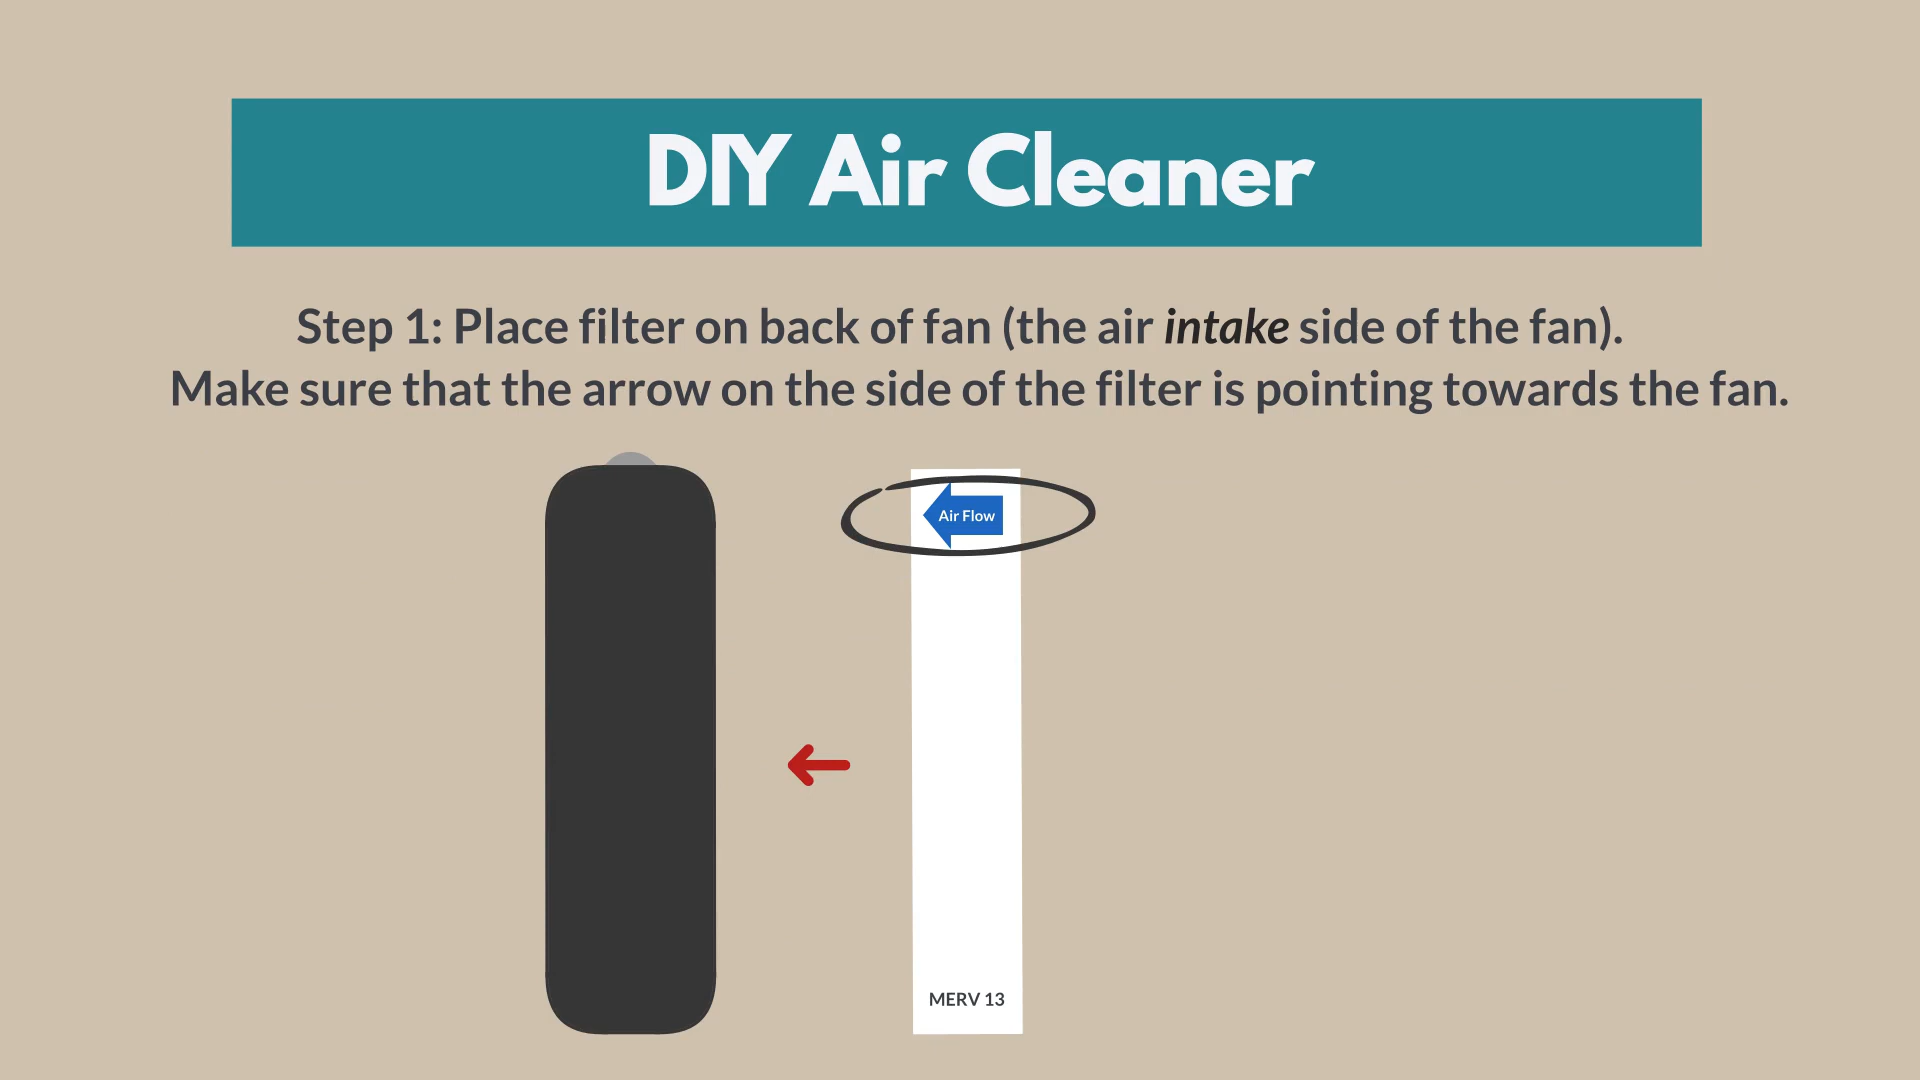 DIY Air Cleaner
Step 1: Place filter on back of fan (the air intake side of the fan).
Make sure that the arrow on the side of the filter is pointing towards the fan.
Air Flow
MERV 13